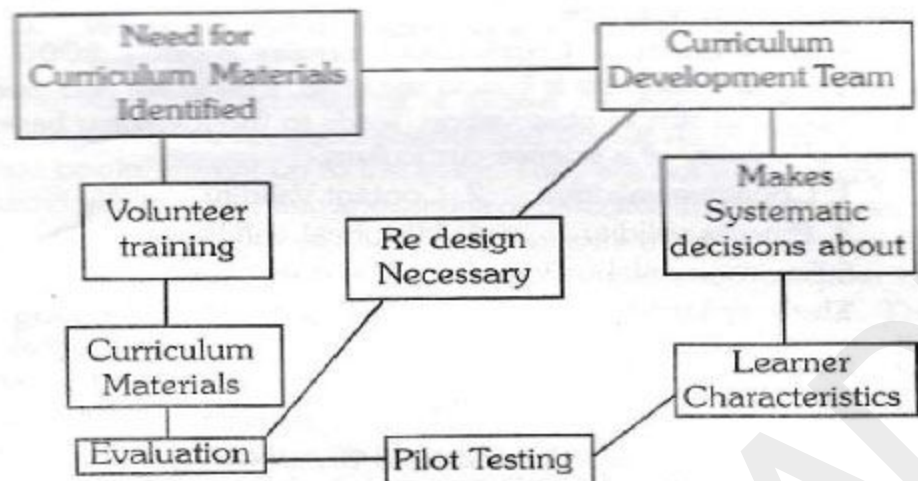 Need for
Curriculum Materials
Identified
Curriculum
Development Team
Volunteer
training
Re design
Necessary
Makes
Systematic
decisions about
Curriculum
Materials
Learner
Characteristics
Evaluation
Pilot Testing